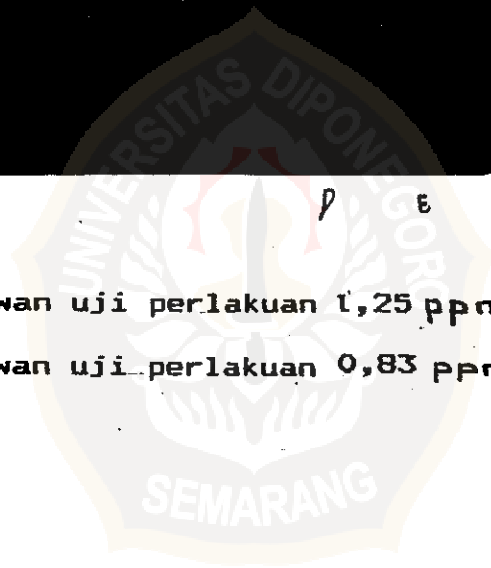 UNIVERSITAS DIPONEGORO
P E
wan uji perlakuan 1,25 ppm
wan uji perlakuan 0,83 ppm
SEMARANG